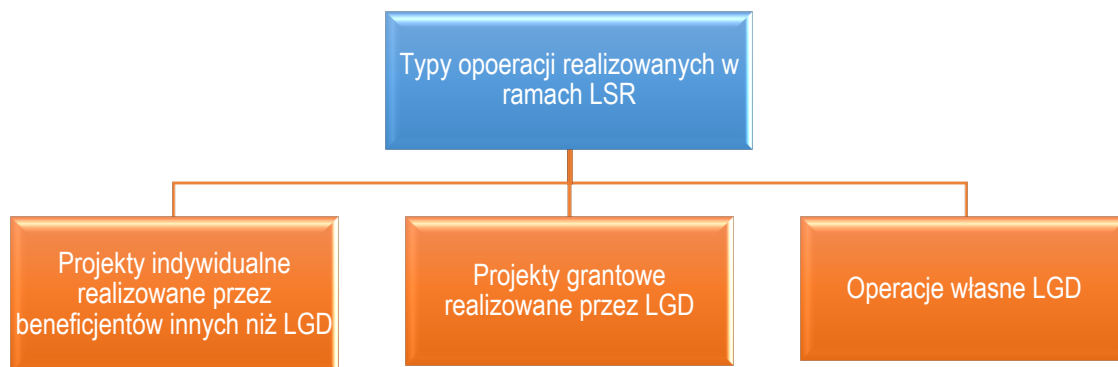 Typy opoeracji realizowanych w
ramach LSR
Projekty indywidualne
realizowane przez
beneficjentów innych niż LGD
Projekty grantowe
realizowane przez LGD
Operacje własne LGD